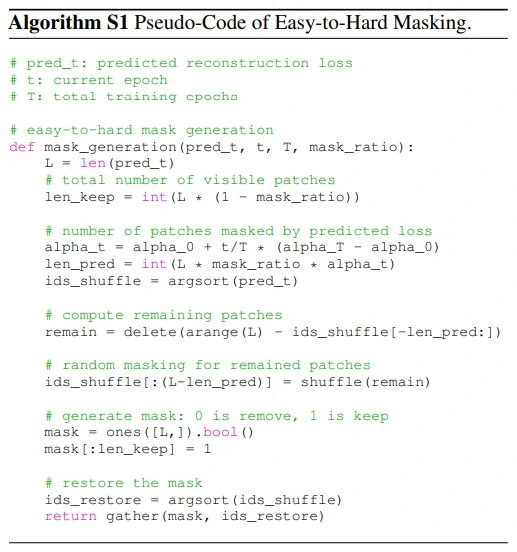 Algorithm S1 Pseudo-Code of Easy-to-Hard Masking.
# pred_t: predicted reconstruction loss
# t: current epoch
# T: total training epochs
# easy-to-hard mask generation
def mask_generation(pred_t, t, T, mask_ratio):
L = len(pred_t)
# total number of visible patches
len_keep = int(L * (1 - mask_ratio))
# number of patches masked by predicted loss
alpha_t = alpha_0 + t/T * (alpha_T - alpha_0)
len_pred = int(L * mask_ratio * alpha_t)
ids_shuffle = argsort(pred_t)
# compute remaining patches
remain = delete(arange(L) - ids_shuffle[-len_pred:])
# random masking for remained patches
ids_shuffle[:(L-len_pred)] = shuffle(remain)
# generate mask: 0 is remove, 1 is keep
mask = ones([L,]).bool()
mask[:len_keep] = 1
# restore the mask
ids_restore = argsort(ids_shuffle)
return gather(mask, ids_restore)